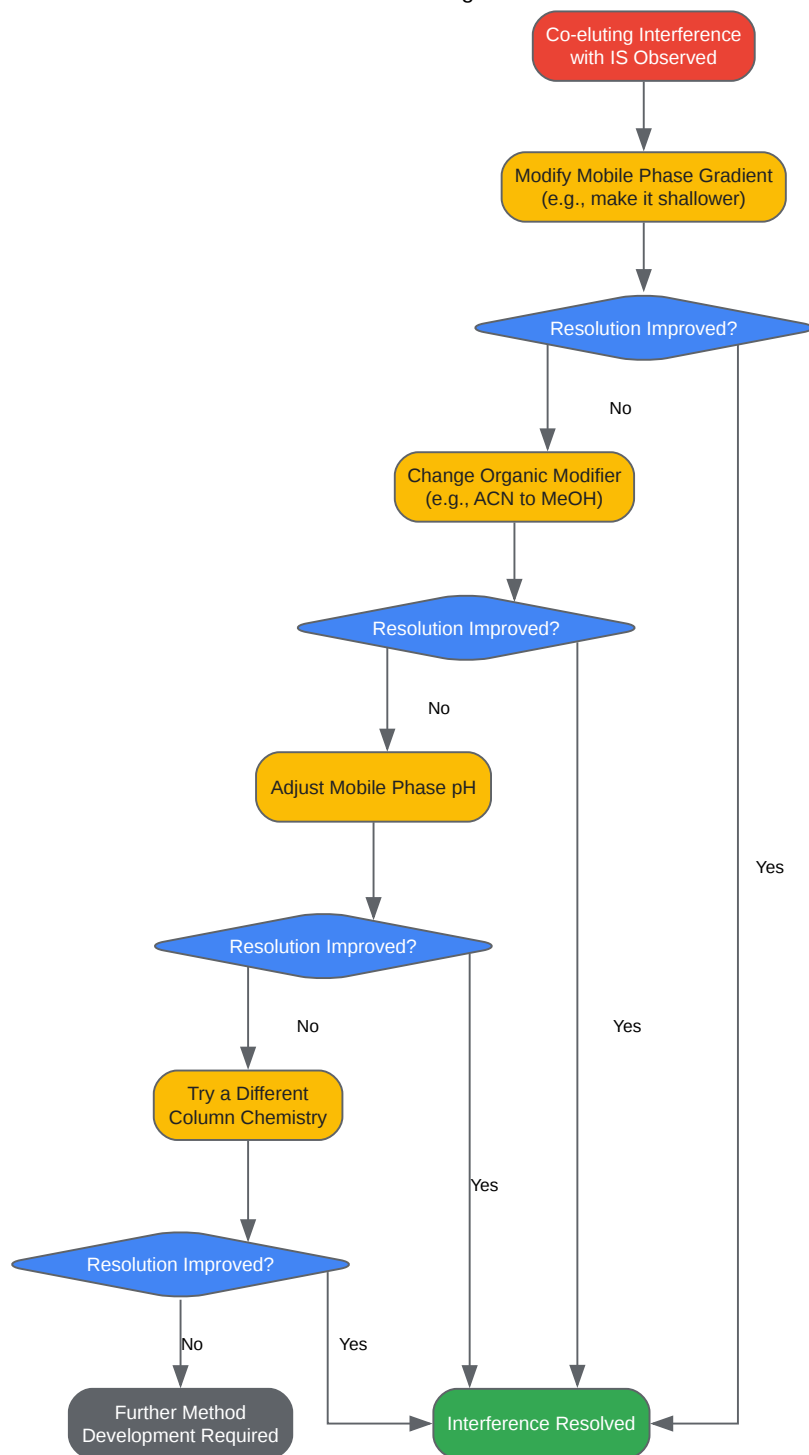 Co-eluting Interference
with IS Observed
Modify Mobile Phase Gradient
(e.g., make it shallower)
Resolution Improved?
No
Change Organic Modifier
(e.g., ACN to MeOH)
Resolution Improved?
No
Adjust Mobile Phase pH
Yes
Resolution Improved?
No
Yes
Try a Different
Column Chemistry
Yes
Resolution Improved?
No
Yes
Further Method
Development Required
Interference Resolved